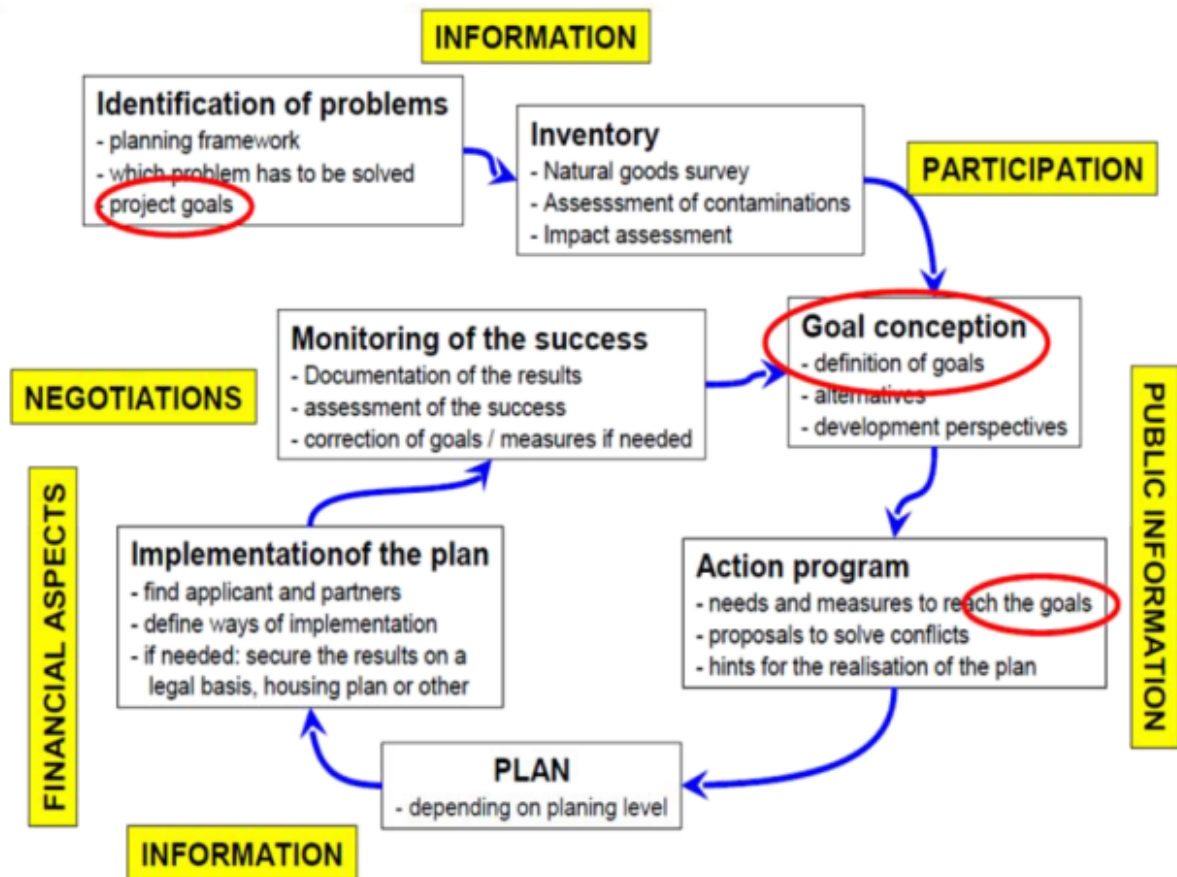 INFORMATION
Identification of problems
- planning framework
- which problem has to be solved
- project goals
Inventory
- Natural goods survey
- Assesssment of contaminations
- Impact assessment
PARTICIPATION
Goal conception
- definition of goals
- alternatives
- development perspectives
Monitoring of the success
- Documentation of the results
- assessment of the success
- correction of goals / measures if needed
NEGOTIATIONS
PUBLIC INFORMATION
Action program
- needs and measures to reach the goals
- proposals to solve conflicts
- hints for the realisation of the plan
Implementationof the plan
- find applicant and partners
- define ways of implementation
- if needed: secure the results on a
legal basis, housing plan or other
FINANCIAL ASPECTS
PLAN
- depending on planing level
INFORMATION